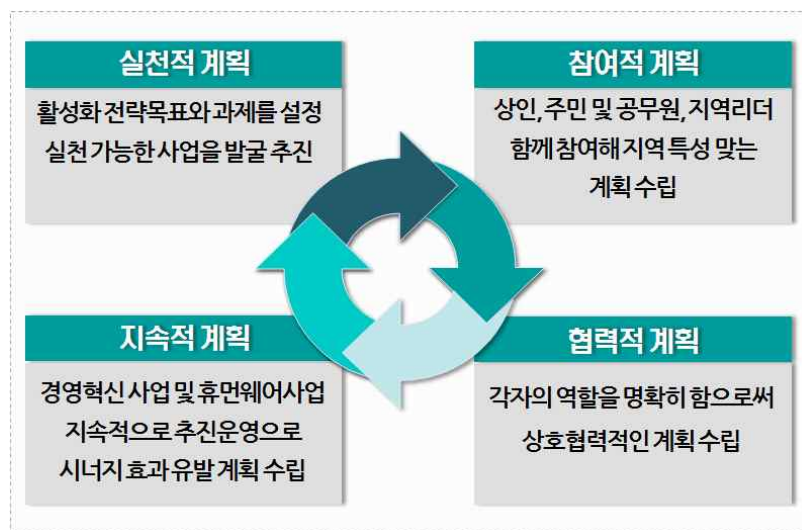 실천적 계획
활성화 전략목표와 과제를 설정
실천 가능한 사업을 발굴 추진
참여적 계획
상인, 주민 및 공무원, 지역리더
함께 참여해 지역 특성 맞는
계획 수립
지속적 계획
경영혁신 사업 및 휴먼웨어사업
지속적으로 추진운영으로
시너지 효과 유발 계획 수립
협력적 계획
각자의 역할을 명확히 함으로써
상호협력적인 계획 수립